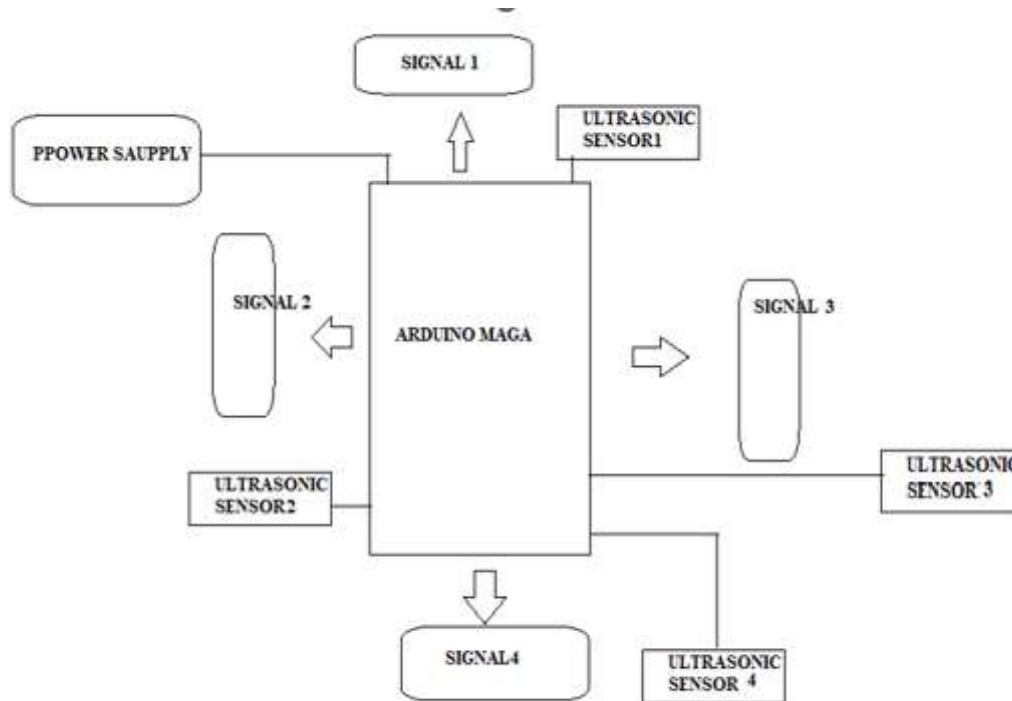 SIGNAL 1
ULTRASONIC
SENSOR1
PPOWER SAUPPLY
SIGNAL 2
ARDUINO MAGA
SIGNAL 3
ULTRASONIC
SENSOR2
ULTRASONIC
SENSOR 3
SIGNAL4
ULTRASONIC
SENSOR 4